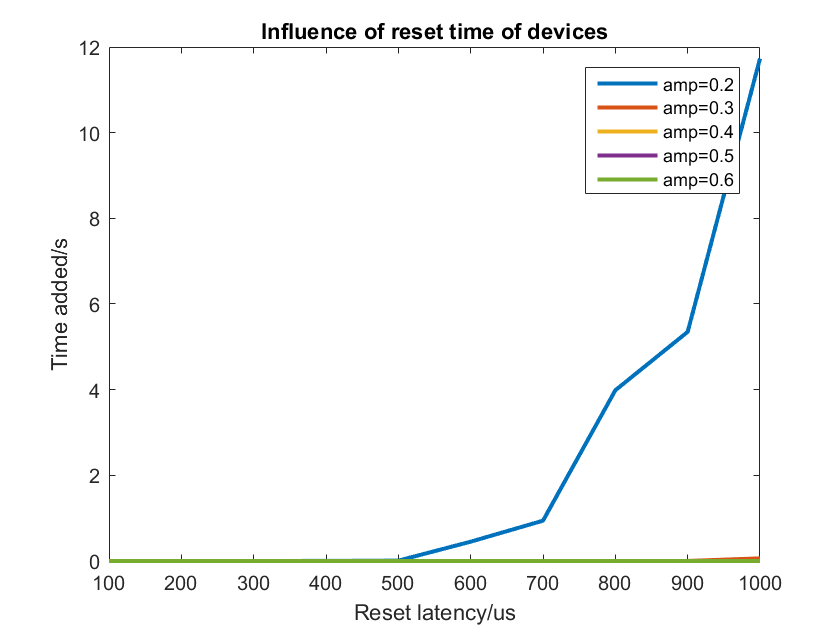 Influence of reset time of devices
12
10
8
6
4
2
0
Time added/s
amp=0.2
amp=0.3
amp=0.4
amp=0.5
amp=0.6
100 200 300 400 500 600 700 800 900 1000
Reset latency/us